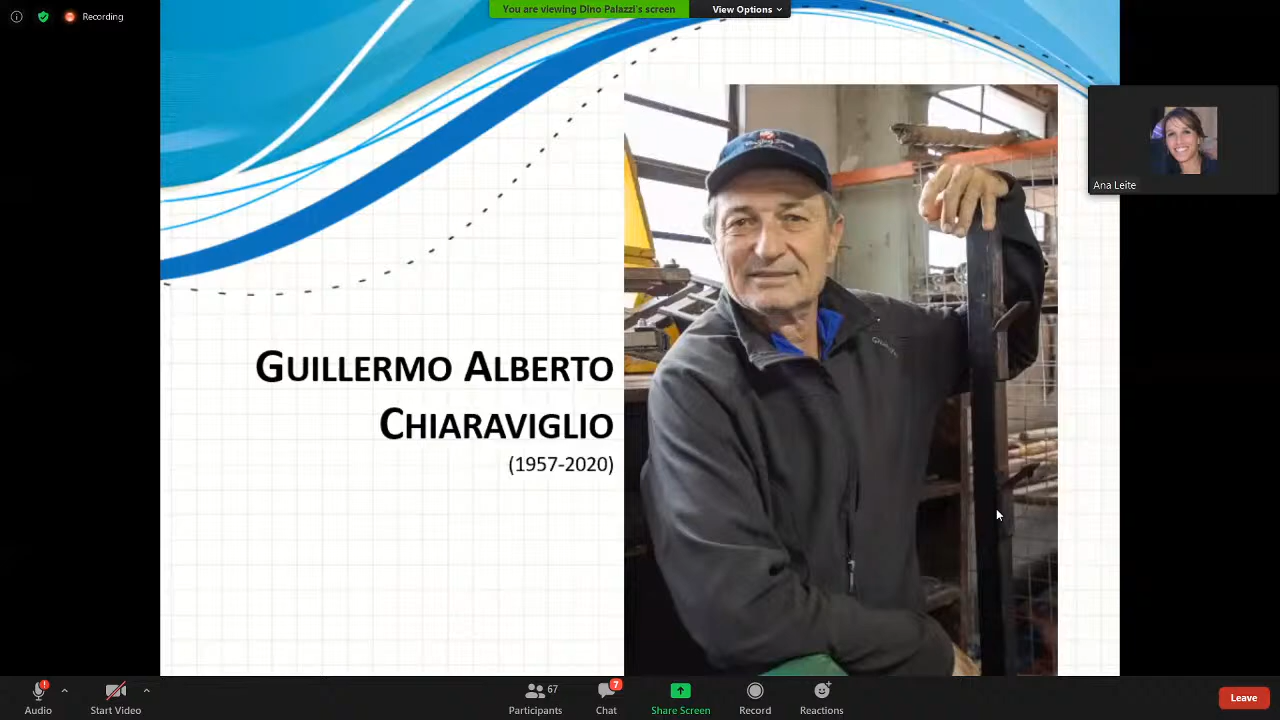 Recording
You are viewing Dino Palazzi's screen
View Options
Ana Leite
GUILLERMO ALBERTO
CHIARAVIGLIO
(1957-2020)
Audio
Start Video
67
Participants
7
Chat
Share Screen
Record
Reactions
Leave